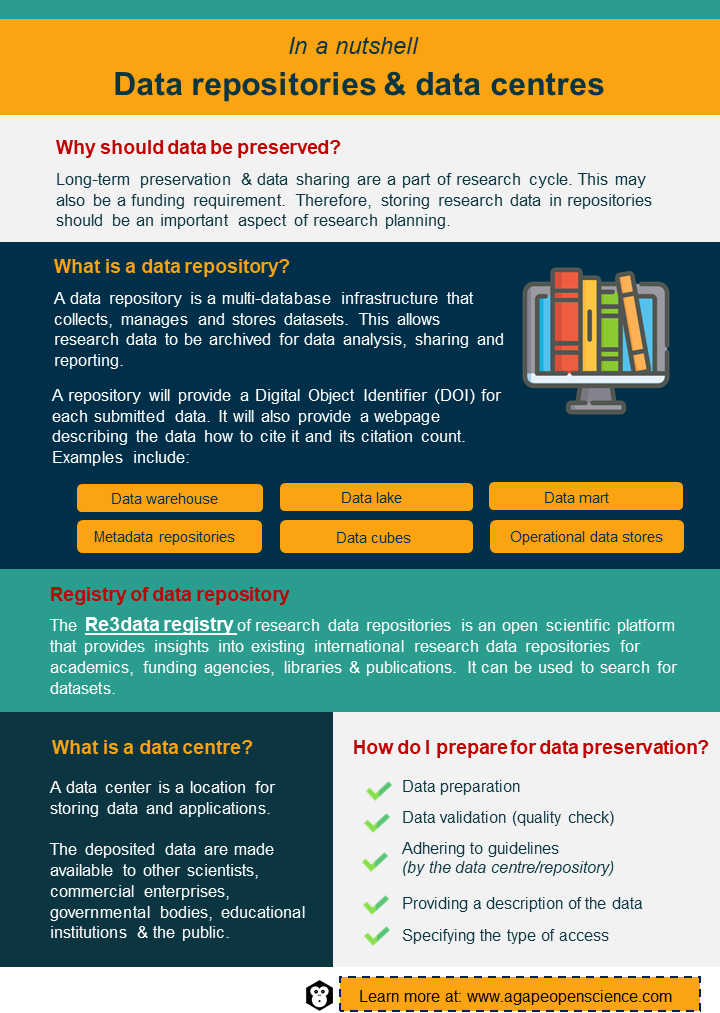 In a nutshell
Data repositories & data centres
Why should data be preserved?
Long-term preservation & data sharing are a part of research cycle. This may
also be a funding requirement. Therefore, storing research data in repositories
should be an important aspect of research planning.
What is a data repository?
A data repository is a multi-database infrastructure that
collects, manages and stores datasets. This allows
research data to be archived for data analysis, sharing and
reporting.
A repository will provide a Digital Object Identifier (DOI) for
each submitted data. It will also provide a webpage
describing the data how to cite it and its citation count.
Examples include:
Data warehouse
Data lake
Data mart
Metadata repositories
Data cubes
Operational data stores
Registry of data repository
The Re3data registry of research data repositories is an open scientific platform
that provides insights into existing international research data repositories for
academics, funding agencies, libraries & publications. It can be used to search for
datasets.
What is a data centre?
A data center is a location for
storing data and applications.
The deposited data are made
available to other scientists,
commercial enterprises,
governmental bodies, educational
institutions & the public.
How do I prepare for data preservation?
Data preparation
Data validation (quality check)
Adhering to guidelines
(by the data centre/repository)
Providing a description of the data
Specifying the type of access
Learn more at: www.agapeopenscience.com